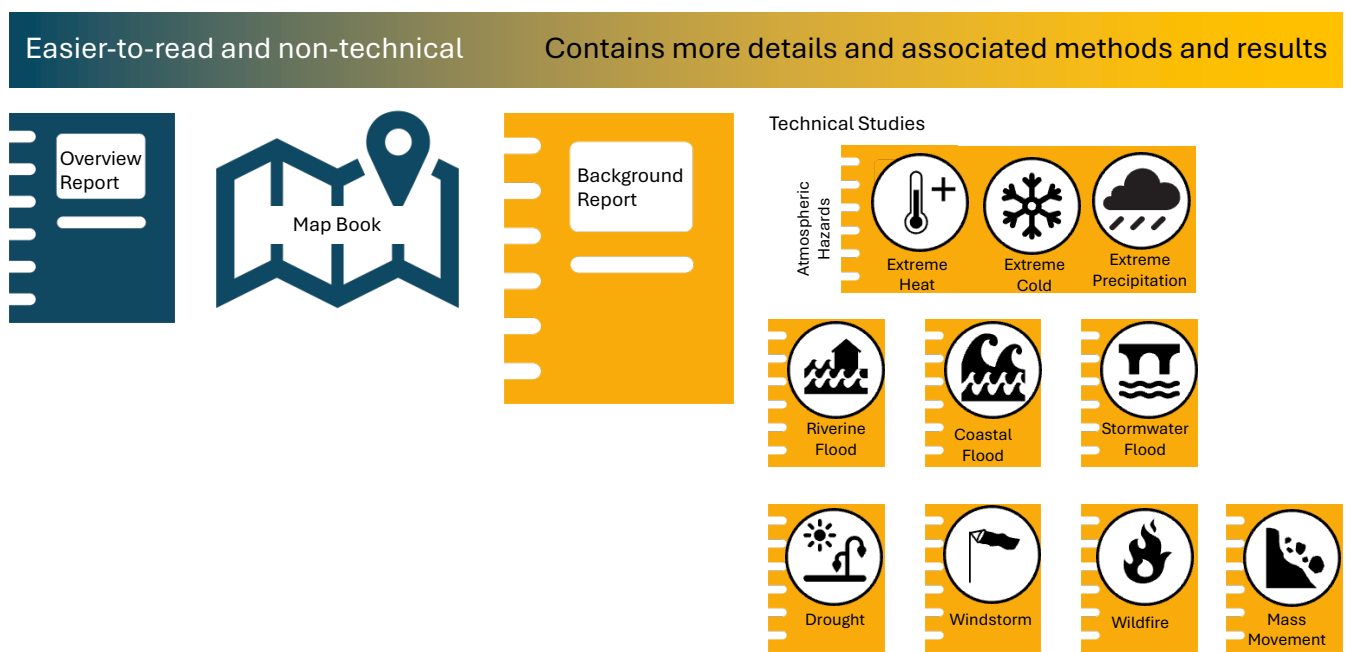 Easier-to-read and non-technical
Contains more details and associated methods and results
Overview
Report
Map Book
Background
Report
Technical Studies
Atmospheric
Hazards
Extreme
Heat
Extreme
Cold
Extreme
Precipitation
Riverine
Flood
Coastal
Flood
Stormwater
Flood
Drought
Windstorm
Wildfire
Mass
Movement